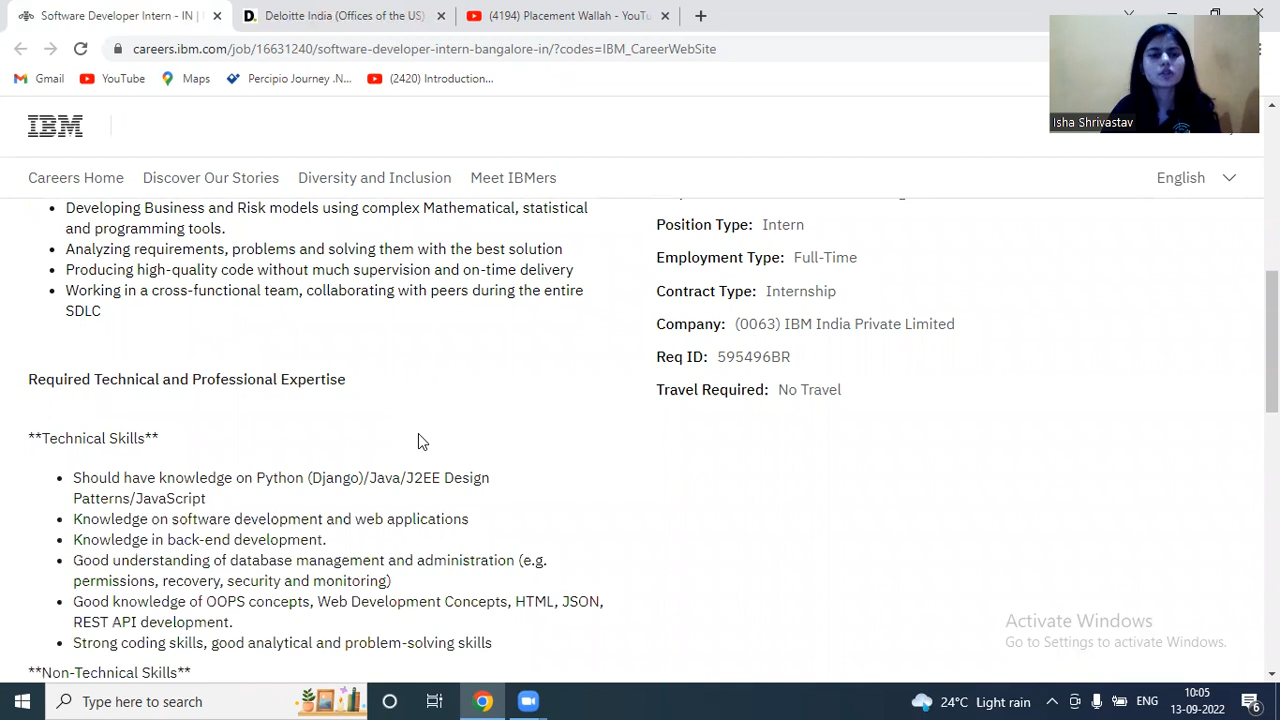 Software Developer Intern - IN |
Deloitte India (Offices of the US)
(4194) Placement Wallah - YouTu
careers.ibm.com/job/16631240/software-developer-intern-bangalore-in/?codes=IBM_CareerWebSite
Gmail
YouTube
Maps
Percipio Journey .N...
(2420) Introduction...
Isha Shrivastav
IBM
Careers Home
Discover Our Stories
Diversity and Inclusion
Meet IBMers
English
• Developing Business and Risk models using complex Mathematical, statistical
and programming tools.
• Analyzing requirements, problems and solving them with the best solution
• Producing high-quality code without much supervision and on-time delivery
• Working in a cross-functional team, collaborating with peers during the entire
SDLC
Required Technical and Professional Expertise
**Technical Skills**
• Should have knowledge on Python (Django)/Java/J2EE Design
Patterns/JavaScript
• Knowledge on software development and web applications
• Knowledge in back-end development.
• Good understanding of database management and administration (e.g.
permissions, recovery, security and monitoring)
• Good knowledge of OOPS concepts, Web Development Concepts, HTML, JSON,
REST API development.
• Strong coding skills, good analytical and problem-solving skills
**Non-Technical Skills**
Position Type: Intern
Employment Type: Full-Time
Contract Type: Internship
Company: (0063) IBM India Private Limited
Req ID: 595496BR
Travel Required: No Travel
Activate Windows
Go to Settings to activate Windows.
Type here to search
24°C Light rain
ENG
10:05
13-09-2022
6